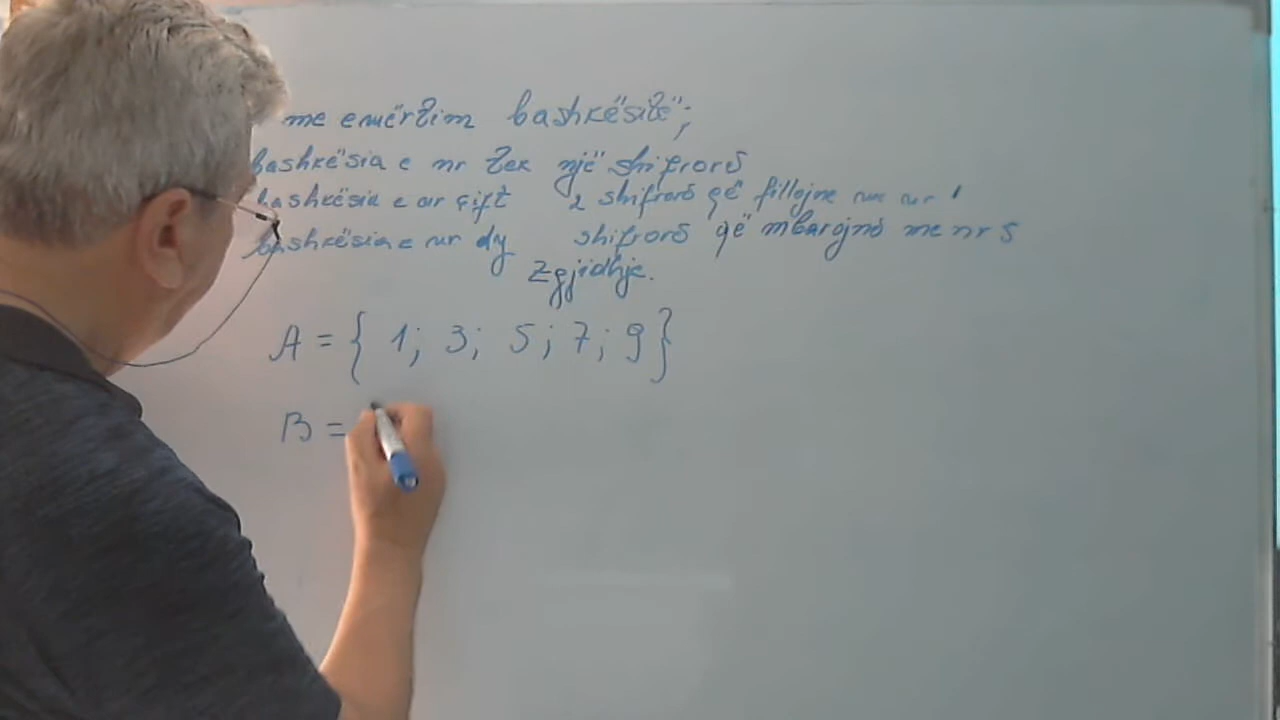 me emërtim bashkësitë;
bashkësia e nr tek një shifrorë
bashkësia e nr çift 2 shifrorë që fillojnë me nr 1
bashkësia e nr dy shifrorë që mbarojnë me nr 5
Zgjidhje.
A = { 1; 3; 5; 7; 9}
B =